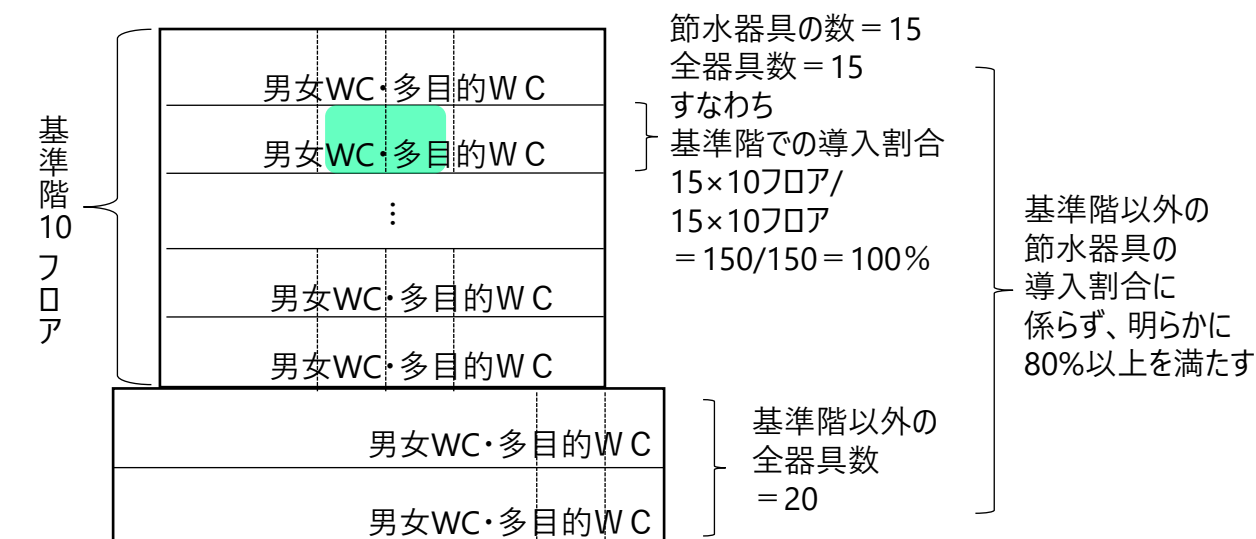 基準階10フロア
男女WC・多目的ＷＣ
男女WC・多目的ＷＣ
⋮
男女WC・多目的ＷＣ
男女WC・多目的ＷＣ
男女WC・多目的ＷＣ
男女WC・多目的ＷＣ
節水器具の数＝15
全器具数＝15
すなわち
基準階での導入割合
15×10フロア/
15×10フロア
＝150/150＝100％
基準階以外の
全器具数
＝20
基準階以外の
節水器具の
導入割合に
係らず、明らかに
80%以上を満たす